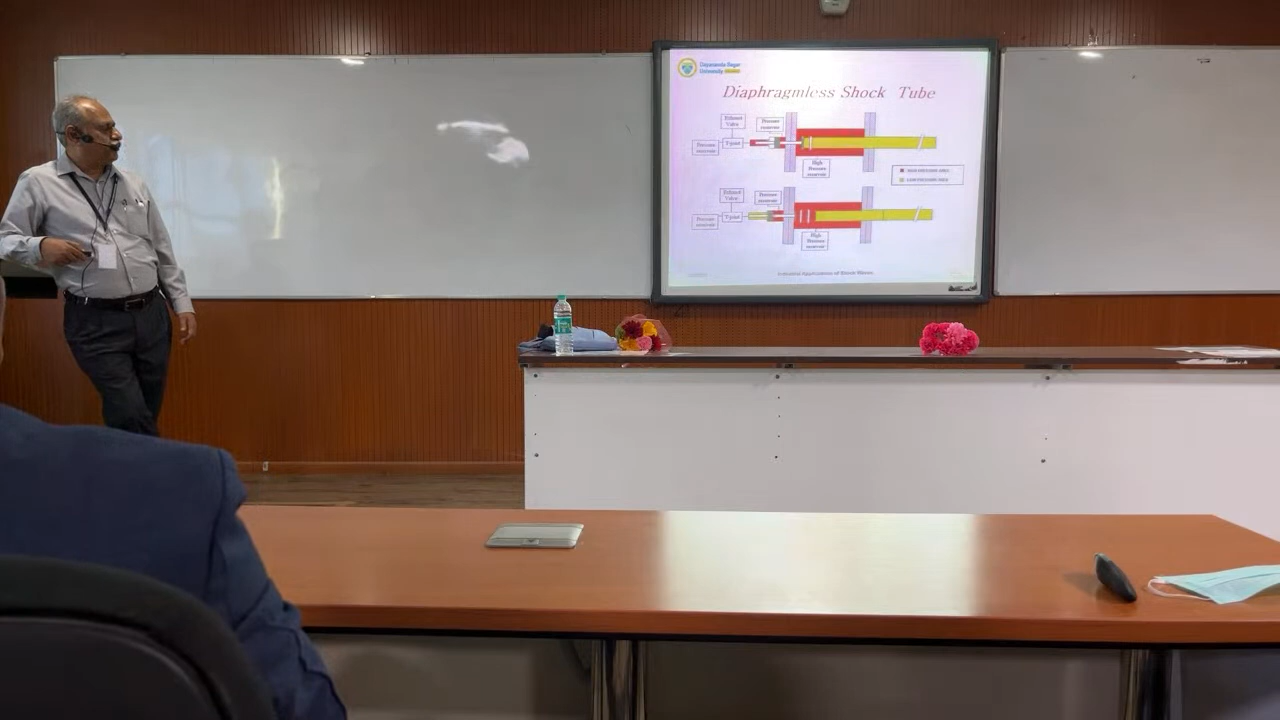 Dayananda Sagar
University
Diaphragmless Shock Tube
Exhaust
Valve
Pressure
reservoir
Pressure
reservoir
T-joint
High
Pressure
reservoir
HIGH PRESSURE AREA
LOW PRESSURE AREA
Exhaust
Valve
Pressure
reservoir
Pressure
reservoir
T-joint
High
Pressure
reservoir
Industrial Applications of Shock Waves